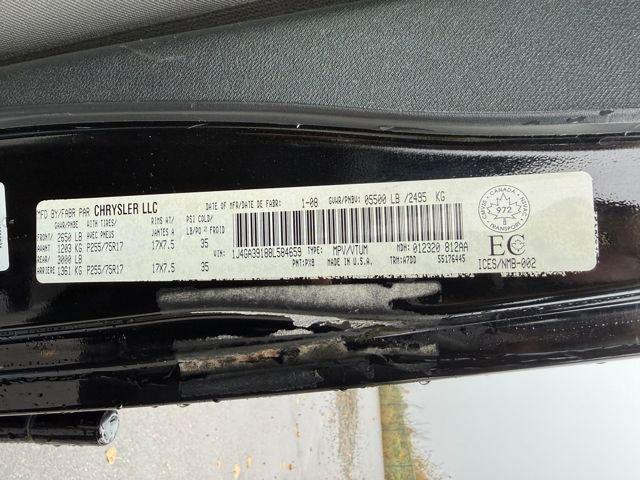 MFD BY/FABR PAR CHRYSLER LLC DATE OF MFR/DATE DE FABR: 1-08 GVWR/PNBV: 05500 LB /2495 KG
GAWR/PNBE WITH TIRES/ RIMS AT/ PSI COLD/
FRONT/ 2650 LB AVEC PNEUS LB/PO² FROID
AVANT 1203 KG P255/75R17 17X7.5 35
REAR/ 3000 LB
ARRIERE 1361 KG P255/75R17 17X7.5 35
VIN: 1J4GA39188L584659 TYPE: MPV/VTUM MDH: 012320 812AA
PNT:PX8 MADE IN U.S.A. TRM:A7DD 55176445
CANADA
972
TRANSPORT
EC
ICES/NMB-002